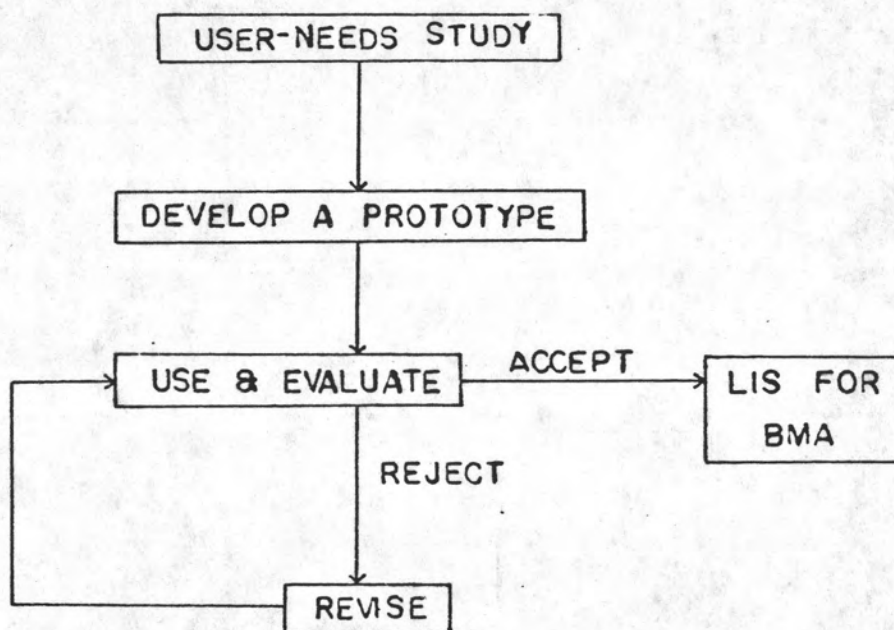 USER-NEEDS STUDY
DEVELOP A PROTOTYPE
USE & EVALUATE
ACCEPT
LIS FOR
BMA
REJECT
REVISE